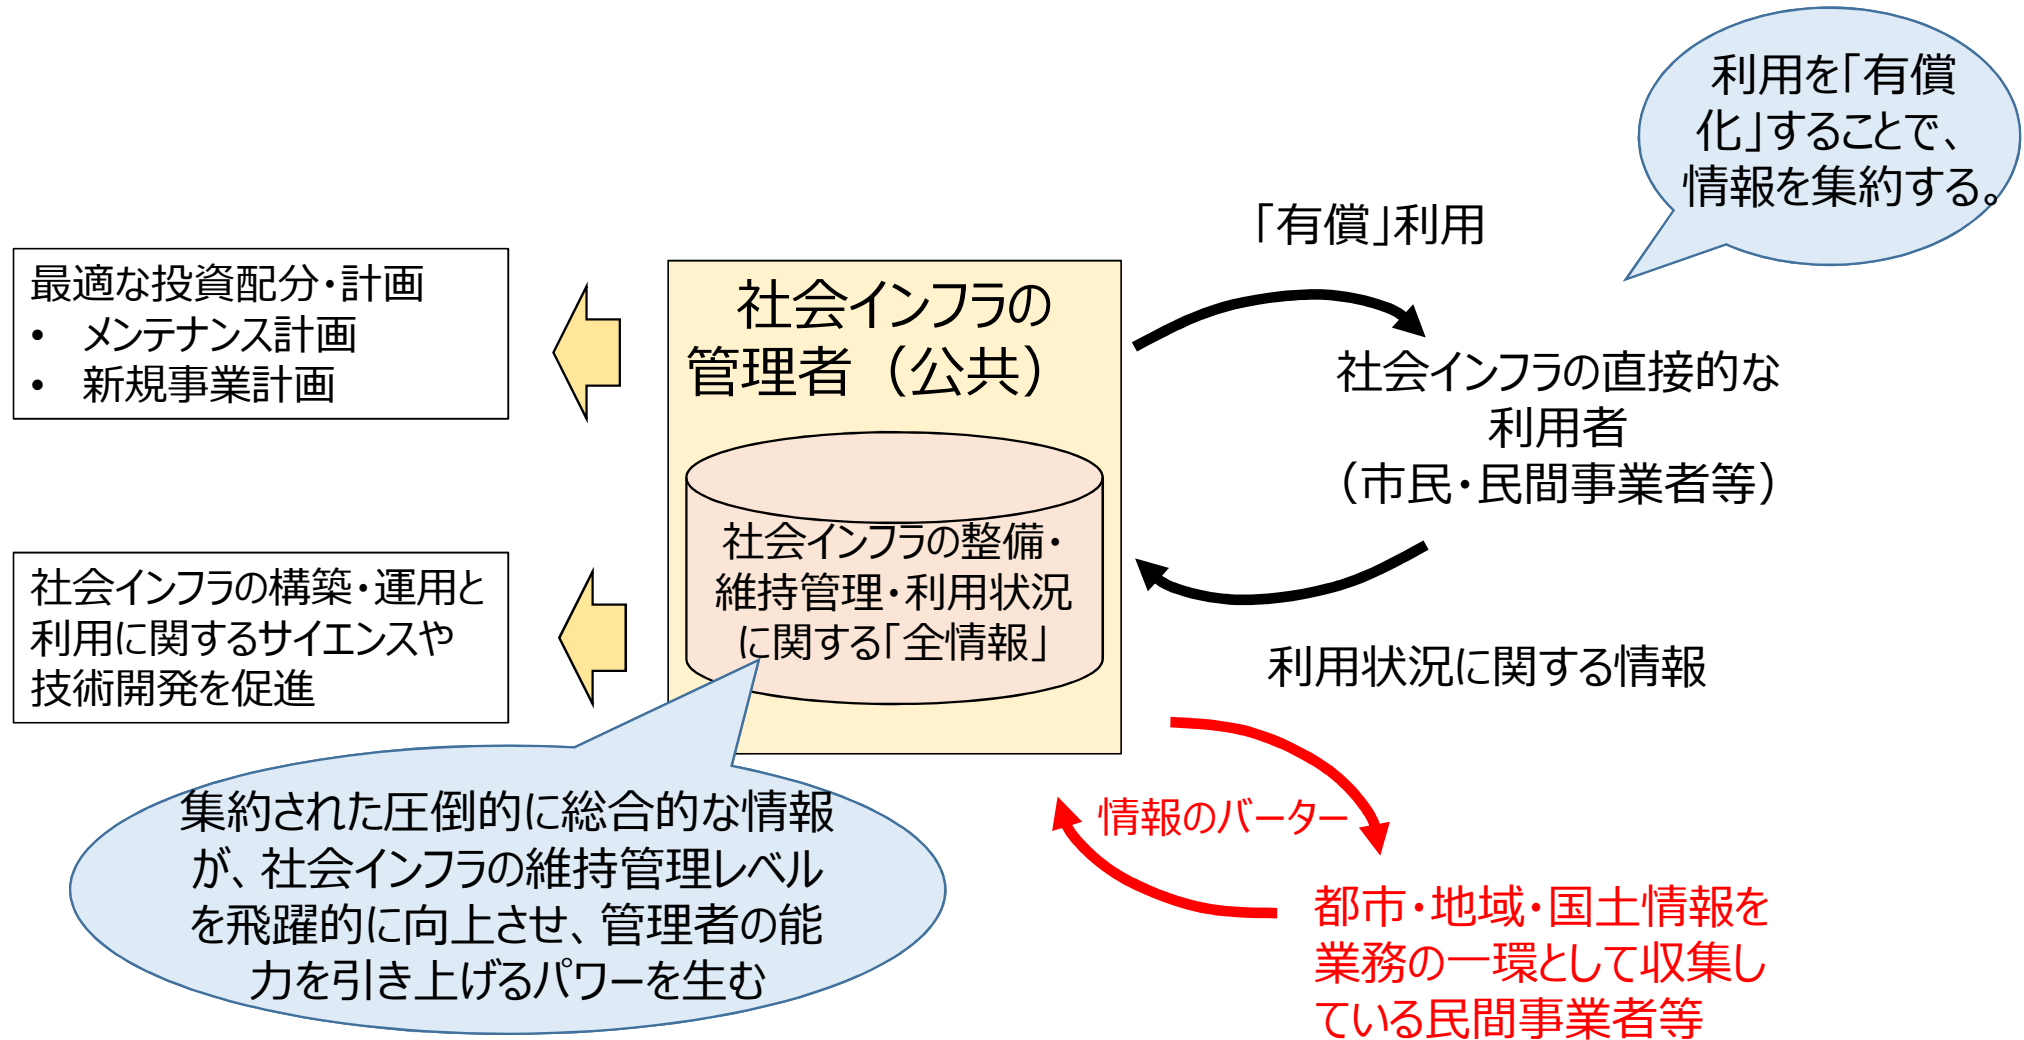 利用を「有償
化」することで、
情報を集約する。
「有償」利用
最適な投資配分・計画
• メンテナンス計画
• 新規事業計画
社会インフラの
管理者（公共）
社会インフラの直接的な
利用者
（市民・民間事業者等）
社会インフラの整備・
維持管理・利用状況
に関する「全情報」
社会インフラの構築・運用と
利用に関するサイエンスや
技術開発を促進
利用状況に関する情報
情報のバーター
集約された圧倒的に総合的な情報
が、社会インフラの維持管理レベル
を飛躍的に向上させ、管理者の能
力を引き上げるパワーを生む
都市・地域・国土情報を
業務の一環として収集し
ている民間事業者等